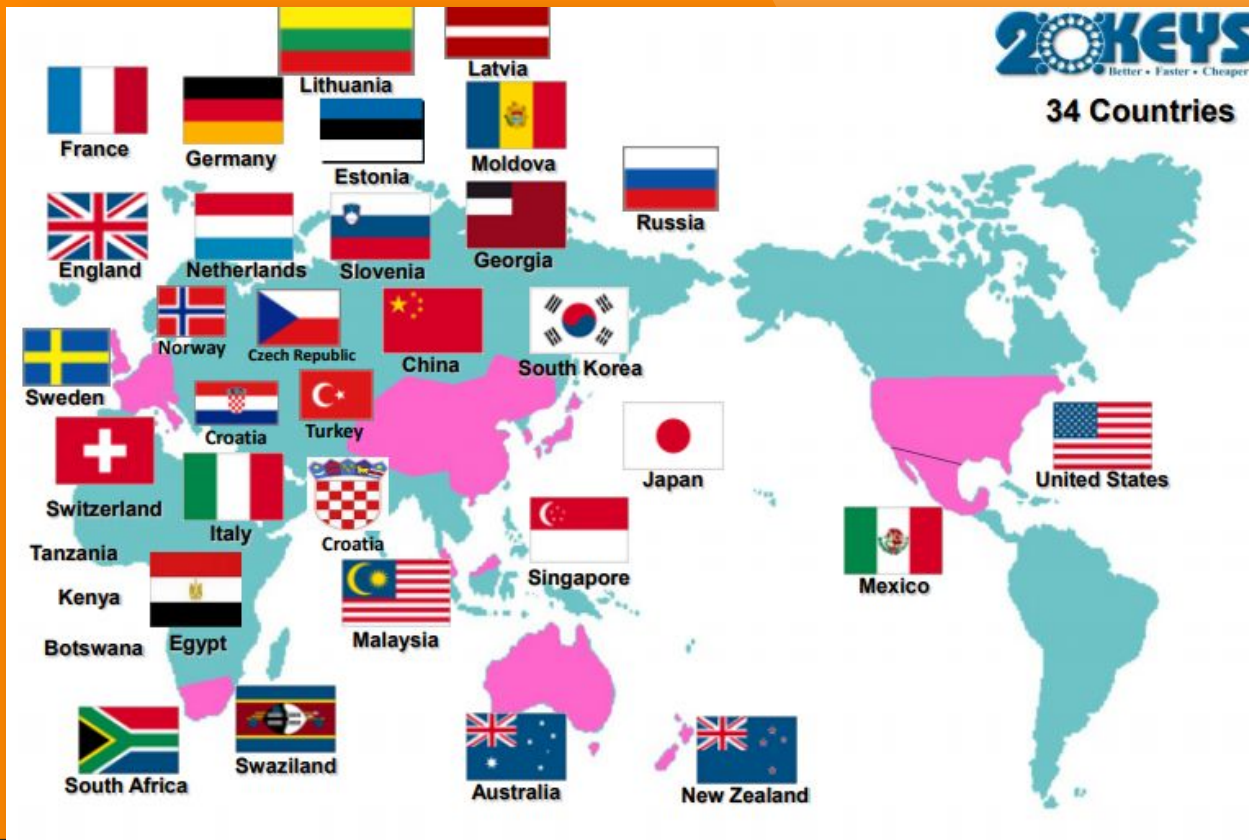 20KEYS
Better • Faster • Cheaper
34 Countries
Lithuania
Latvia
France
Germany
Estonia
Moldova
Russia
England
Netherlands
Slovenia
Georgia
Norway
Czech Republic
China
South Korea
Sweden
Croatia
Turkey
Japan
United States
Switzerland
Italy
Croatia
Singapore
Mexico
Tanzania
Kenya
Botswana
Egypt
Malaysia
South Africa
Swaziland
Australia
New Zealand